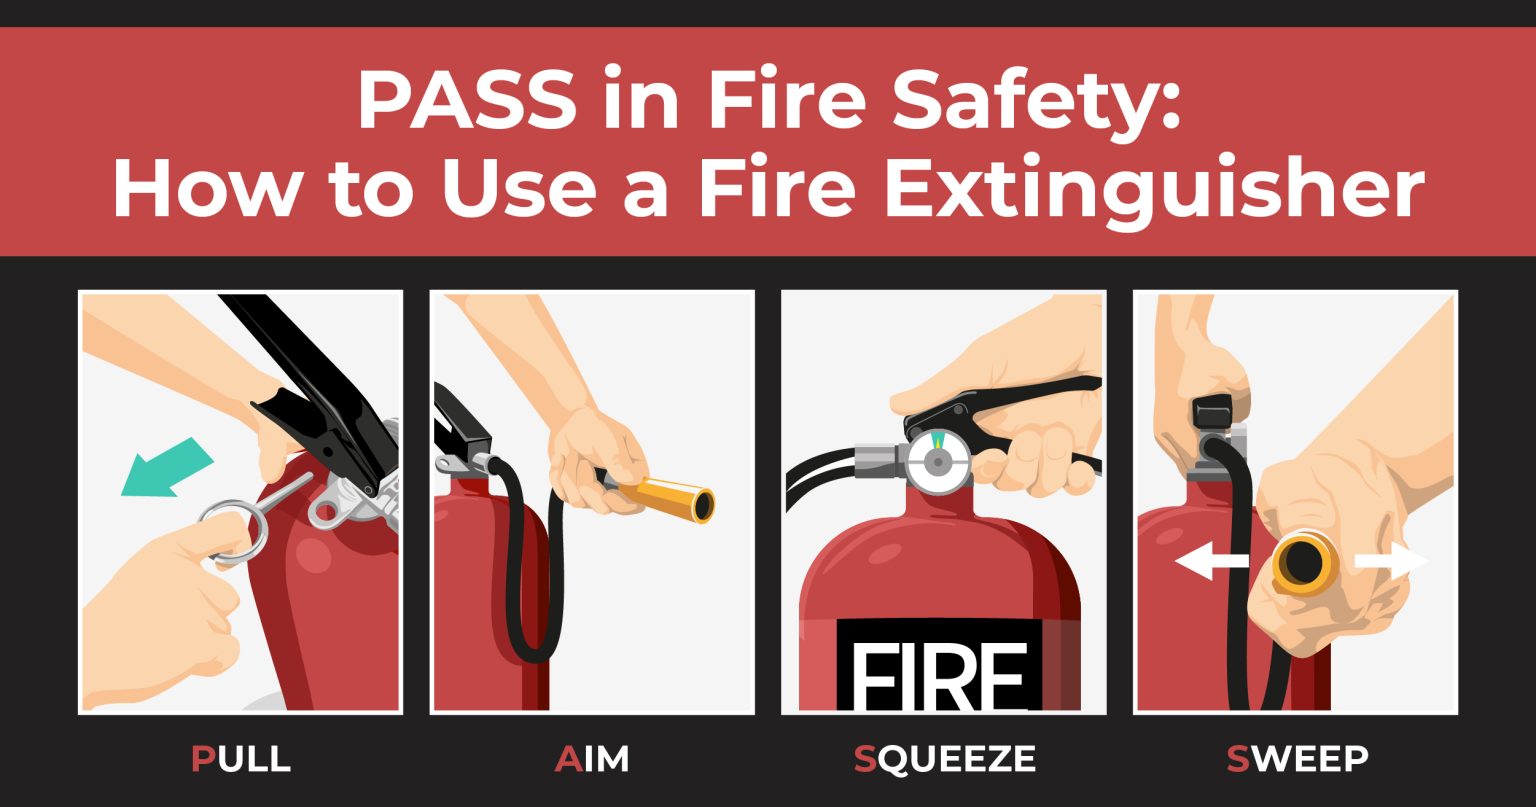 PASS in Fire Safety:
How to Use a Fire Extinguisher
FIRE
PULL
AIM
SQUEEZE
SWEEP